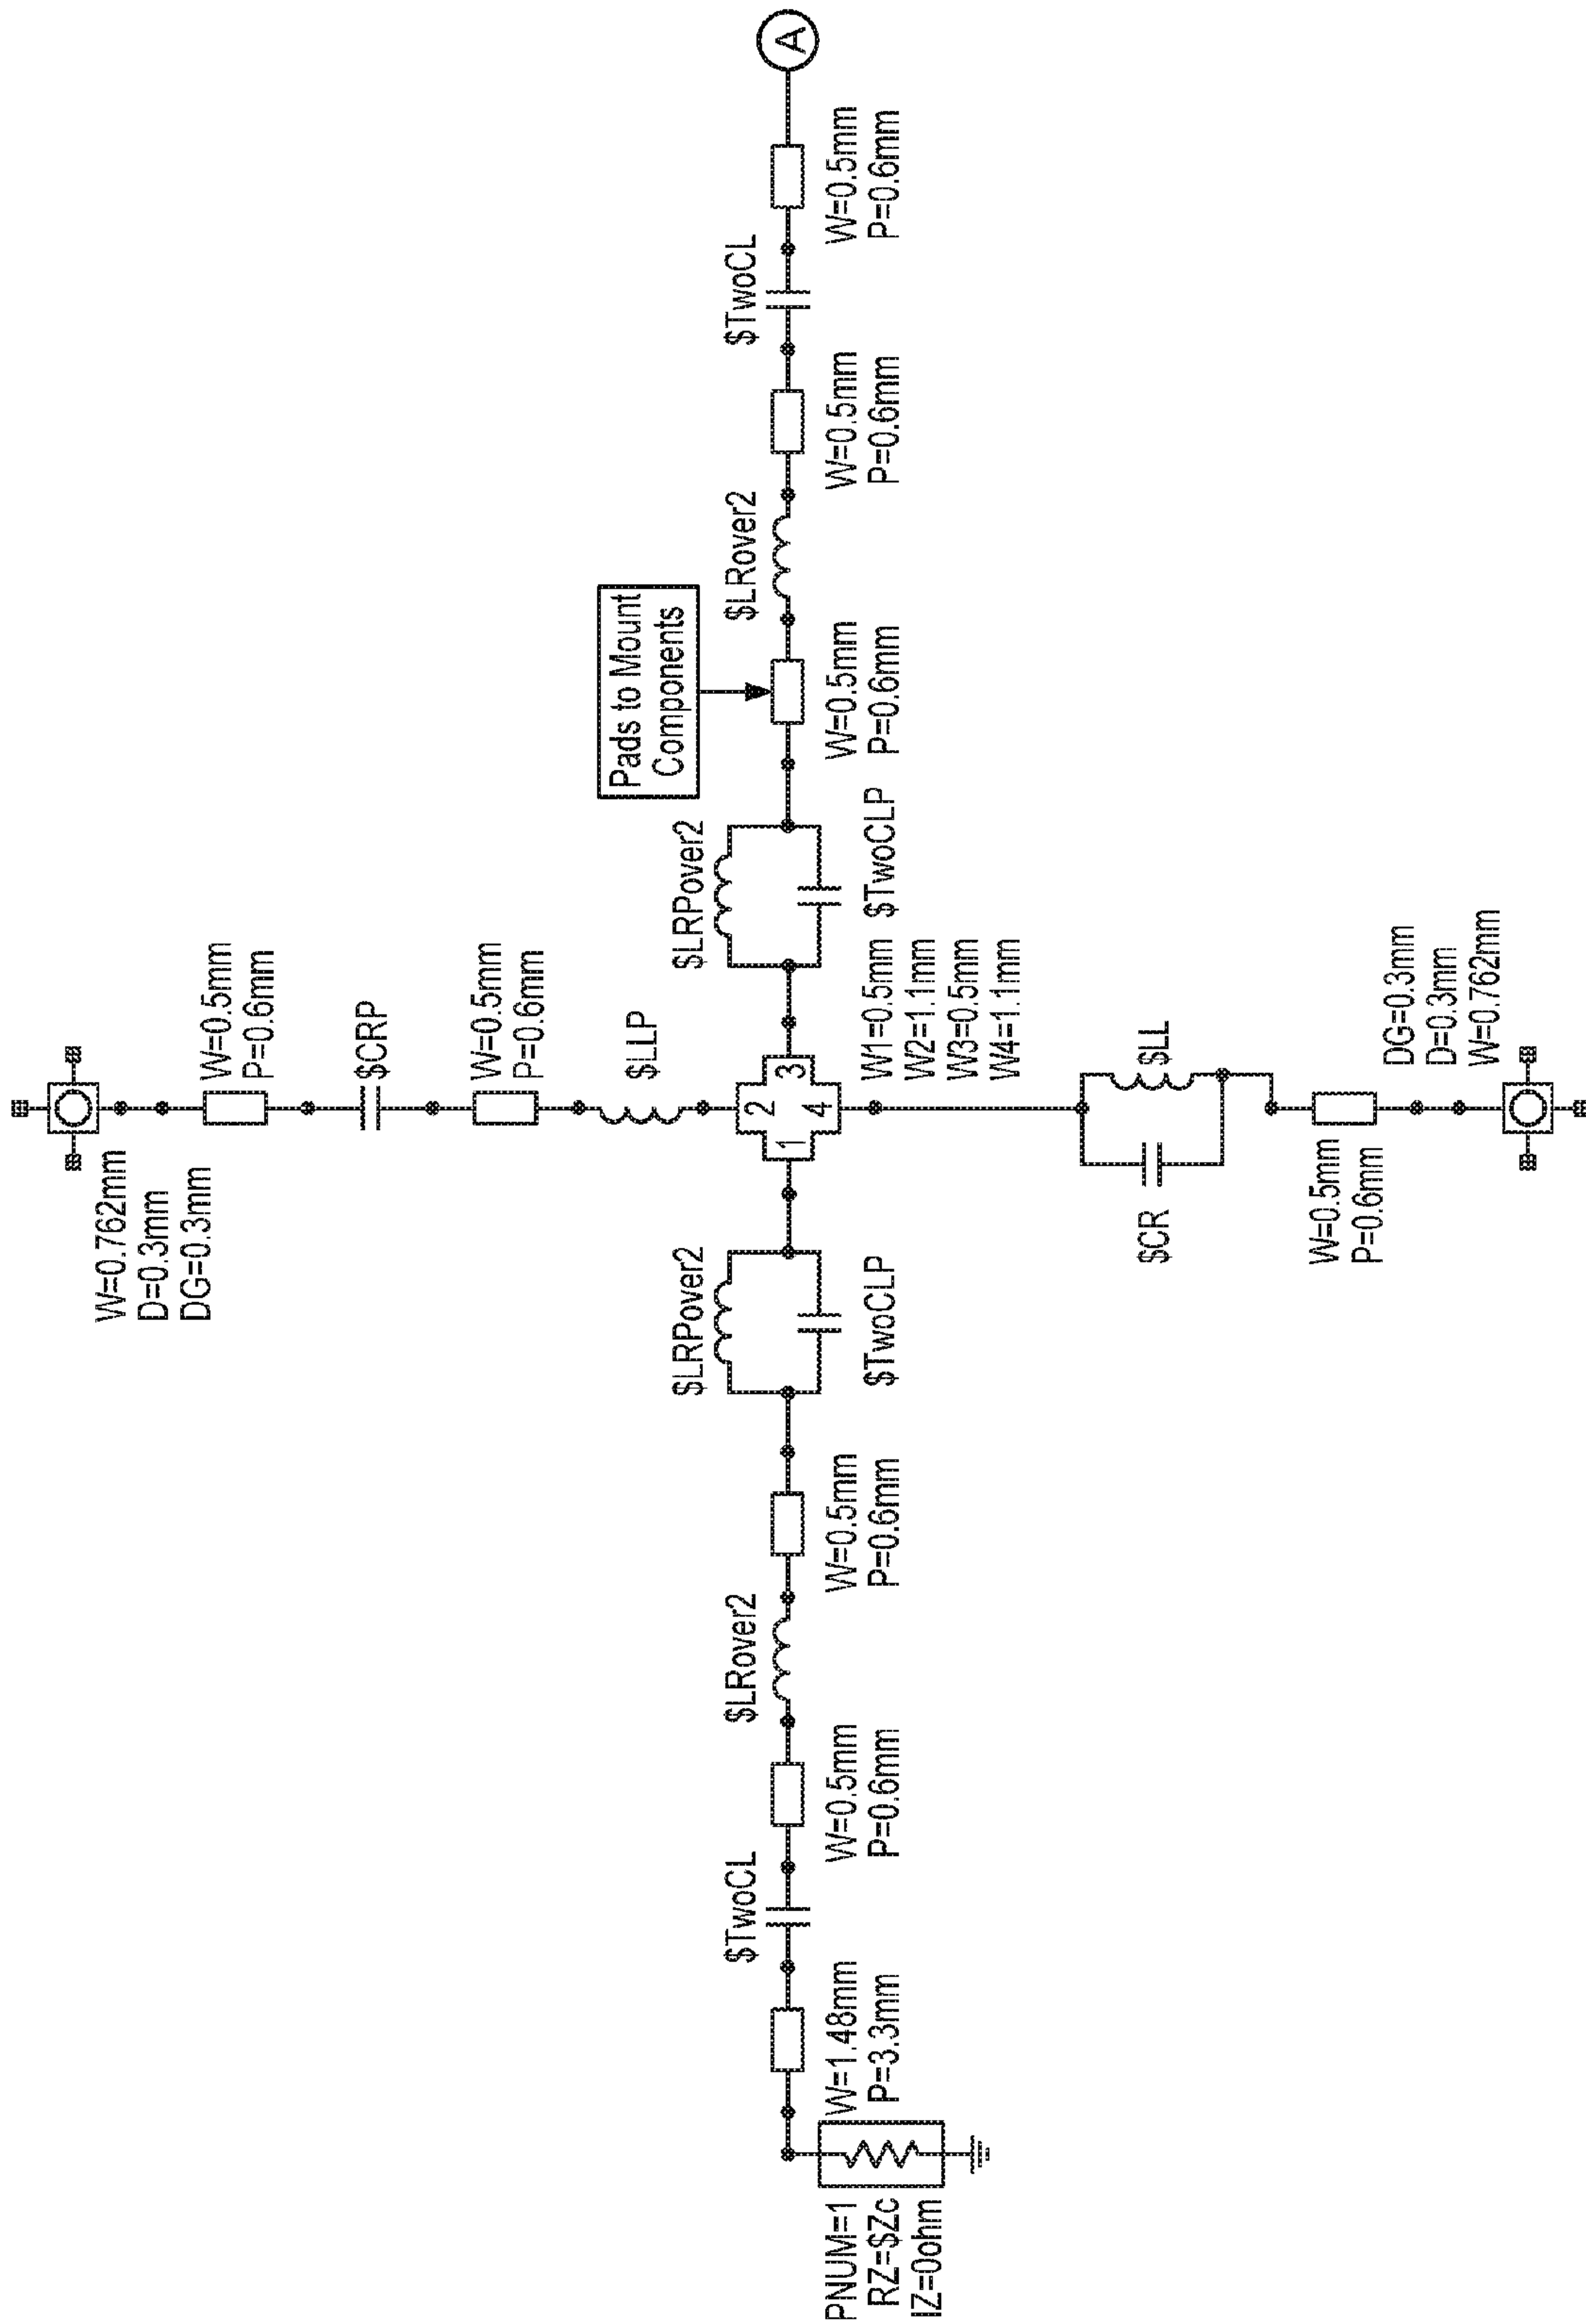 W=0.762mm
D=0.3mm
DG=0.3mm
W=0.5mm
P=0.6mm
$CRP
W=0.5mm
P=0.6mm
$LLP
PNUM=1
RZ=$Zc
IZ=0ohm
W=1.48mm
P=3.3mm
$TwoCL
W=0.5mm
P=0.6mm
$LRover2
W=0.5mm
P=0.6mm
$LRPover2
$TwoCLP
1
2
3
4
W1=0.5mm
W2=1.1mm
W3=0.5mm
W4=1.1mm
$LRPover2
$TwoCLP
Pads to Mount
Components
W=0.5mm
P=0.6mm
$LRover2
W=0.5mm
P=0.6mm
$TwoCL
W=0.5mm
P=0.6mm
A
$CR
$LL
W=0.5mm
P=0.6mm
DG=0.3mm
D=0.3mm
W=0.762mm